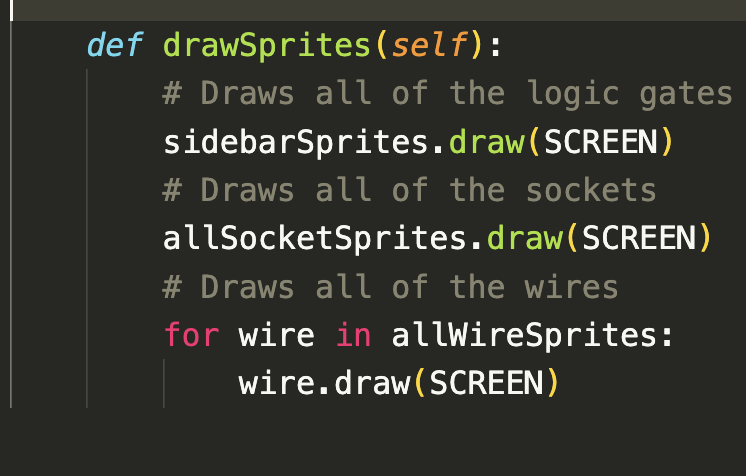 def drawSprites(self):
# Draws all of the logic gates
sidebarSprites.draw(SCREEN)
# Draws all of the sockets
allSocketSprites.draw(SCREEN)
# Draws all of the wires
for wire in allWireSprites:
wire.draw(SCREEN)